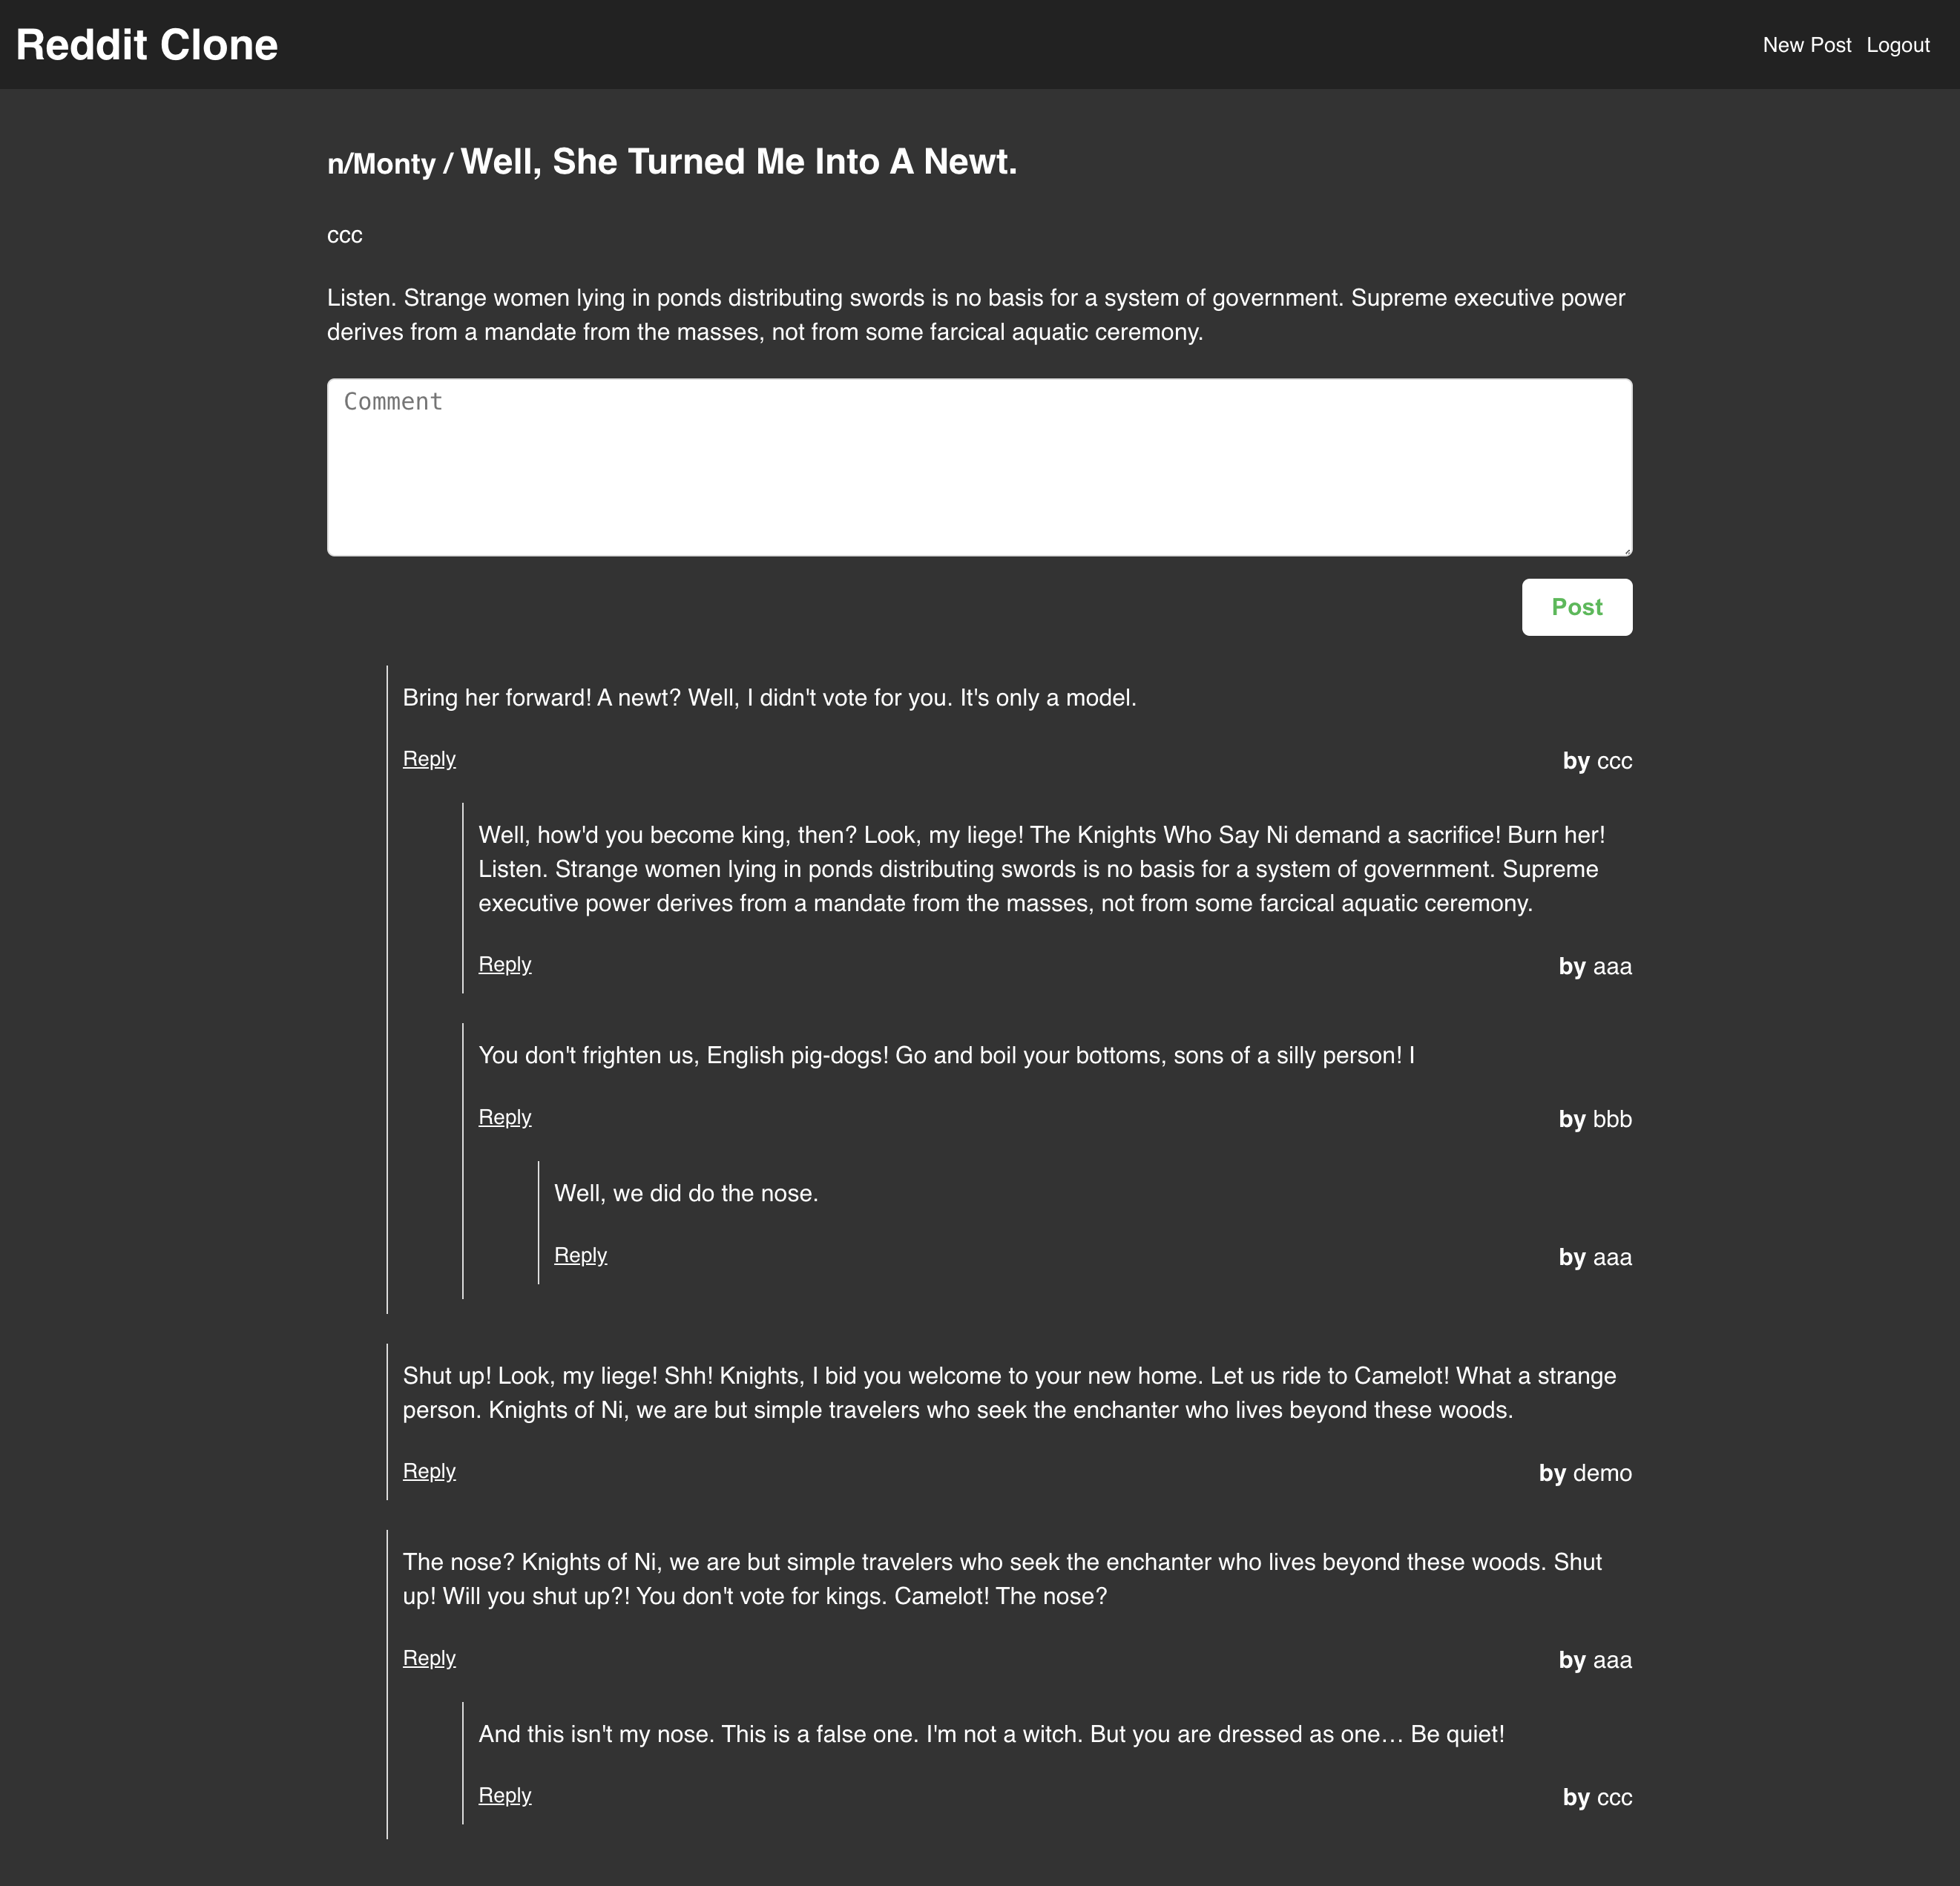 Reddit Clone
New Post Logout
n/Monty / Well, She Turned Me Into A Newt.
ccc
Listen. Strange women lying in ponds distributing swords is no basis for a system of government. Supreme executive power
derives from a mandate from the masses, not from some farcical aquatic ceremony.
Comment
Post
Bring her forward! A newt? Well, I didn't vote for you. It's only a model.
Reply by ccc
Well, how'd you become king, then? Look, my liege! The Knights Who Say Ni demand a sacrifice! Burn her!
Listen. Strange women lying in ponds distributing swords is no basis for a system of government. Supreme
executive power derives from a mandate from the masses, not from some farcical aquatic ceremony.
Reply by aaa
You don't frighten us, English pig-dogs! Go and boil your bottoms, sons of a silly person! I
Reply by bbb
Well, we did do the nose.
Reply by aaa
Shut up! Look, my liege! Shh! Knights, I bid you welcome to your new home. Let us ride to Camelot! What a strange
person. Knights of Ni, we are but simple travelers who seek the enchanter who lives beyond these woods.
Reply by demo
The nose? Knights of Ni, we are but simple travelers who seek the enchanter who lives beyond these woods. Shut
up! Will you shut up?! You don't vote for kings. Camelot! The nose?
Reply by aaa
And this isn't my nose. This is a false one. I'm not a witch. But you are dressed as one… Be quiet!
Reply by ccc